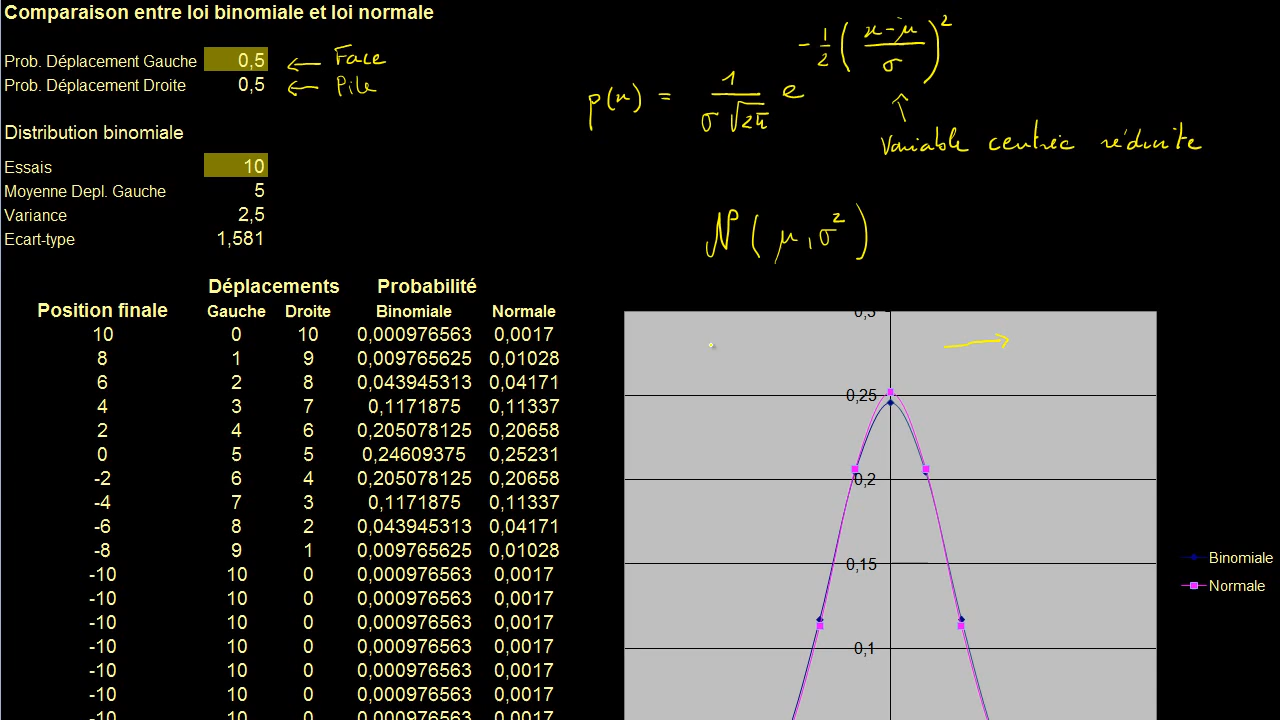 Comparaison entre loi binomiale et loi normale
Prob. Déplacement Gauche 0,5 ← Face
Prob. Déplacement Droite 0,5 ← Pile
p(x) = 1 / σ √2π e -1/2 ( x-μ / σ )²
↑
variable centrée réduite
Distribution binomiale
Essais 10
Moyenne Depl. Gauche 5
Variance 2,5
Ecart-type 1,581
N ( μ, σ² )
Déplacements Probabilité
Position finale Gauche Droite Binomiale Normale
10 0 10 0,000976563 0,0017
8 1 9 0,009765625 0,01028
6 2 8 0,043945313 0,04171
4 3 7 0,1171875 0,11337
2 4 6 0,205078125 0,20658
0 5 5 0,24609375 0,25231
-2 6 4 0,205078125 0,20658
-4 7 3 0,1171875 0,11337
-6 8 2 0,043945313 0,04171
-8 9 1 0,009765625 0,01028
-10 10 0 0,000976563 0,0017
-10 10 0 0,000976563 0,0017
-10 10 0 0,000976563 0,0017
-10 10 0 0,000976563 0,0017
-10 10 0 0,000976563 0,0017
-10 10 0 0,000976563 0,0017
-10 10 0 0,000976563 0,0017
0,3
0,25
0,2
0,15
0,1
Binomiale
Normale